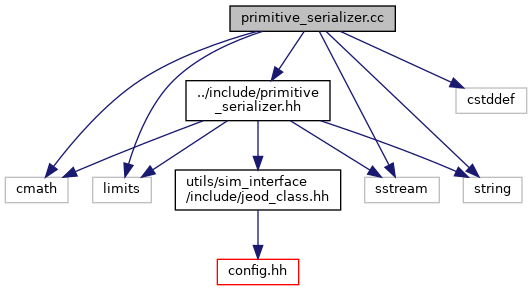 primitive_serializer.cc
../include/primitive
_serializer.hh
cstddef
cmath
limits
utils/sim_interface
/include/jeod_class.hh
sstream
string
config.hh